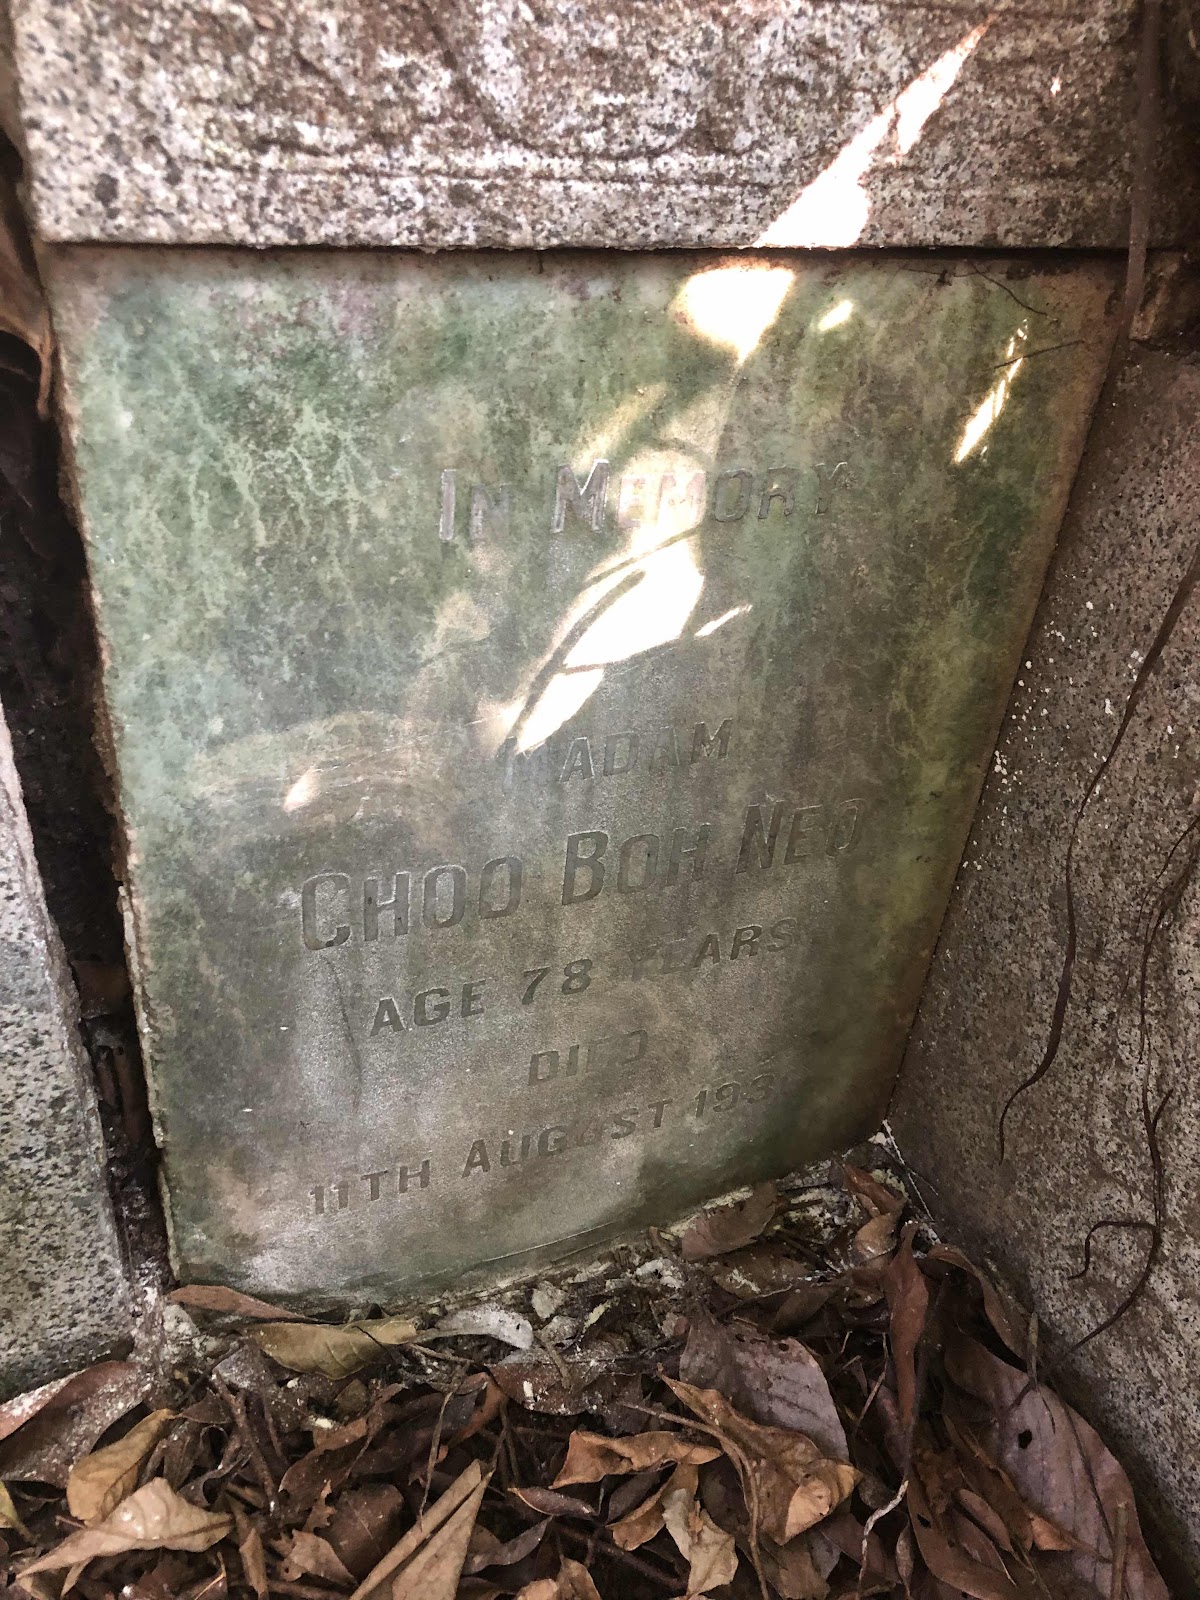 IN MEMORY
MADAM
CHOO BOH NEO
AGE 78 YEARS
DIED
11TH AUGUST